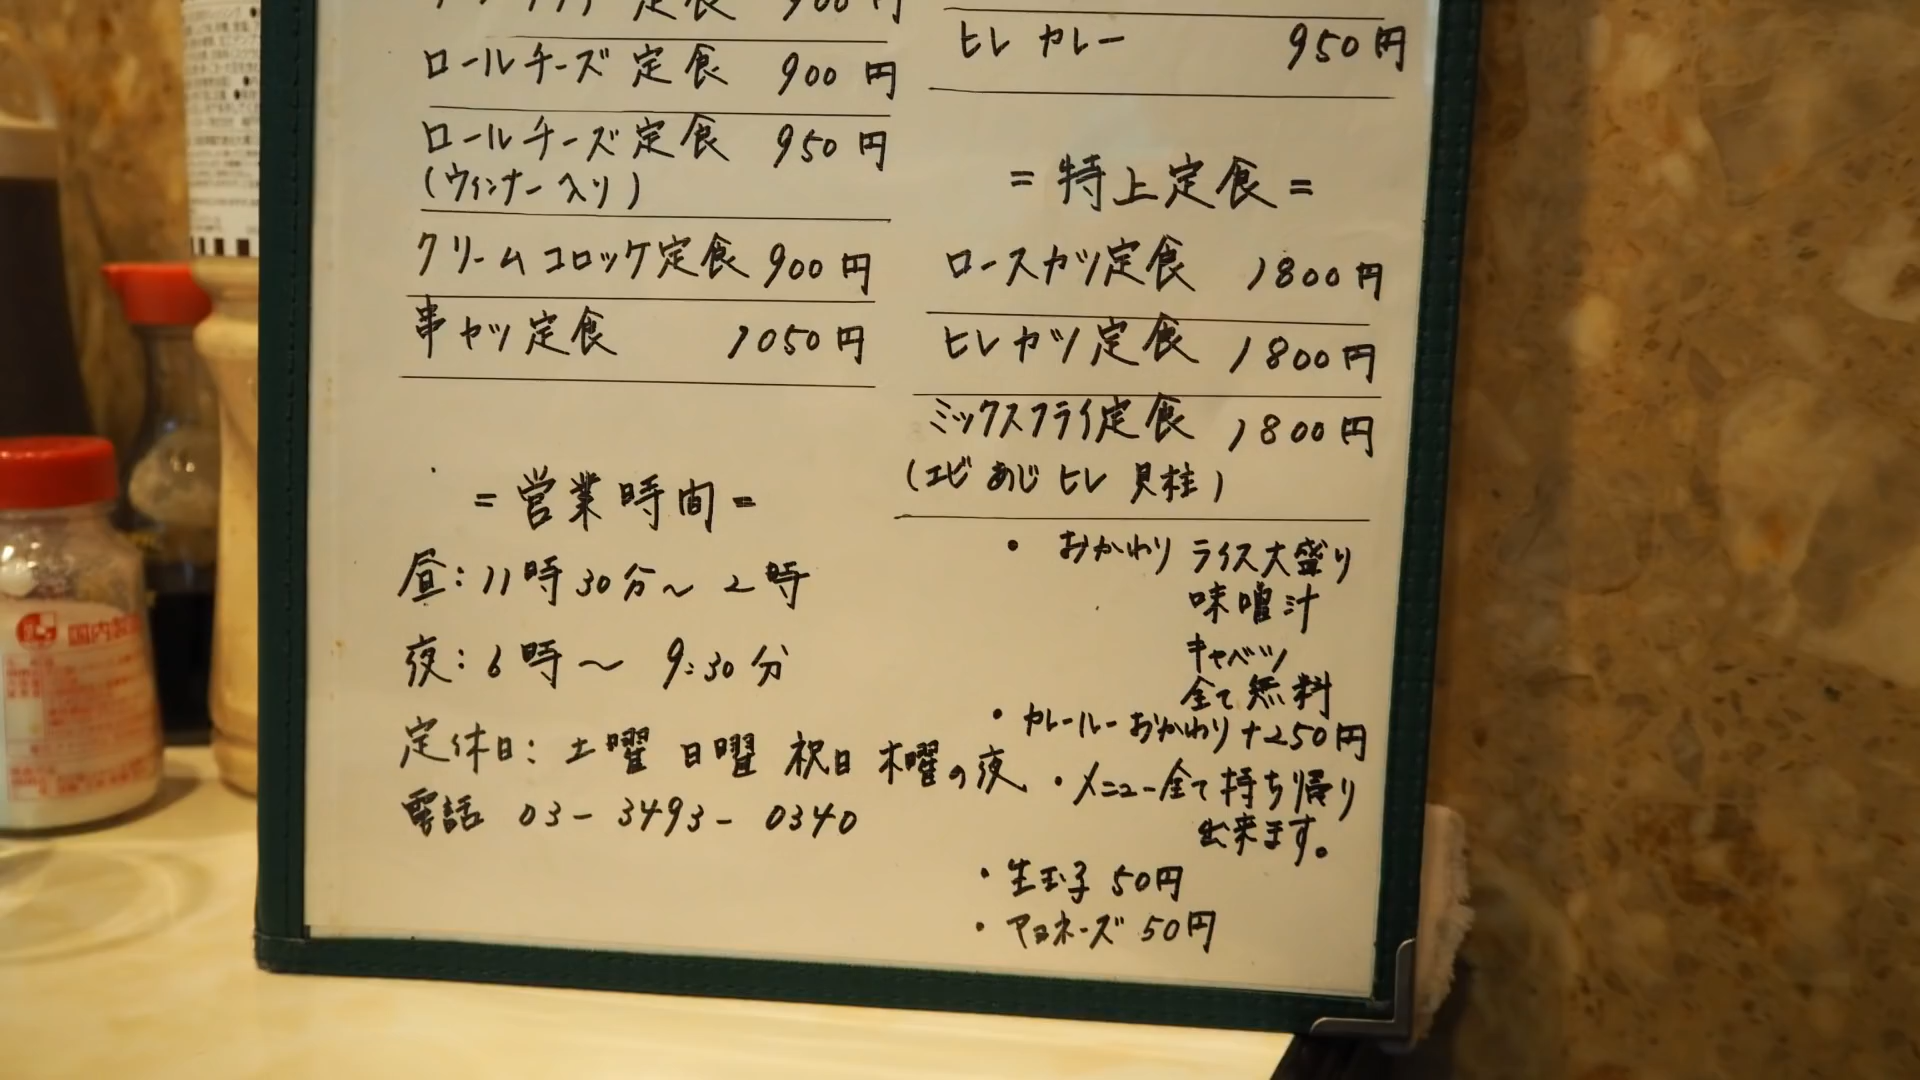 定食 900円
ロールチーズ定食 900円
ロールチーズ定食 950円
(ウィンナー入り)
クリームコロッケ定食 900円
串カツ定食 1050円
=営業時間=
昼:11時30分~2時
夜:6時~9:30分
定休日:土曜 日曜 祝日 木曜の夜
電話 03-3493-0340
ヒレカレー 950円
=特上定食=
ロースカツ定食 1800円
ヒレカツ定食 1800円
ミックスフライ定食 1800円
(エビ あじ ヒレ 貝柱)
・おかわり ライス大盛り
味噌汁
キャベツ
全て無料
・カレールーおかわり+250円
・メニュー全て持ち帰り
出来ます。
・生玉子 50円
・マヨネーズ 50円
国内製造